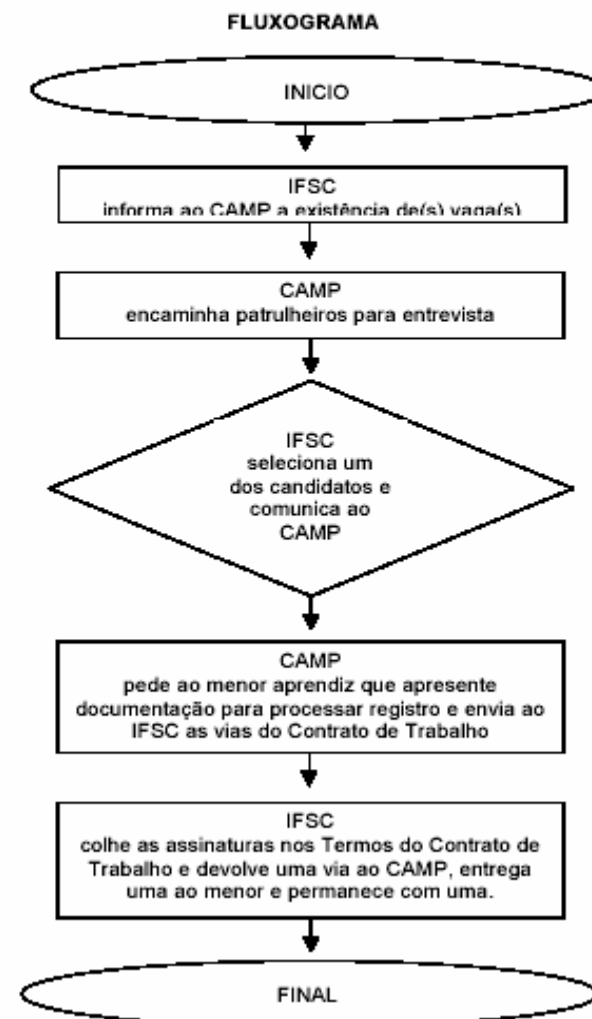 FLUXOGRAMA
INICIO
IFSC
informa ao CAMP a existência de(s) vaga(s)
CAMP
encaminha patrulheiros para entrevista
IFSC
seleciona um
dos candidatos e
comunica ao
CAMP
CAMP
pede ao menor aprendiz que apresente
documentação para processar registro e envia ao
IFSC as vias do Contrato de Trabalho
IFSC
colhe as assinaturas nos Termos do Contrato de
Trabalho e devolve uma via ao CAMP, entrega
uma ao menor e permanece com uma.
FINAL